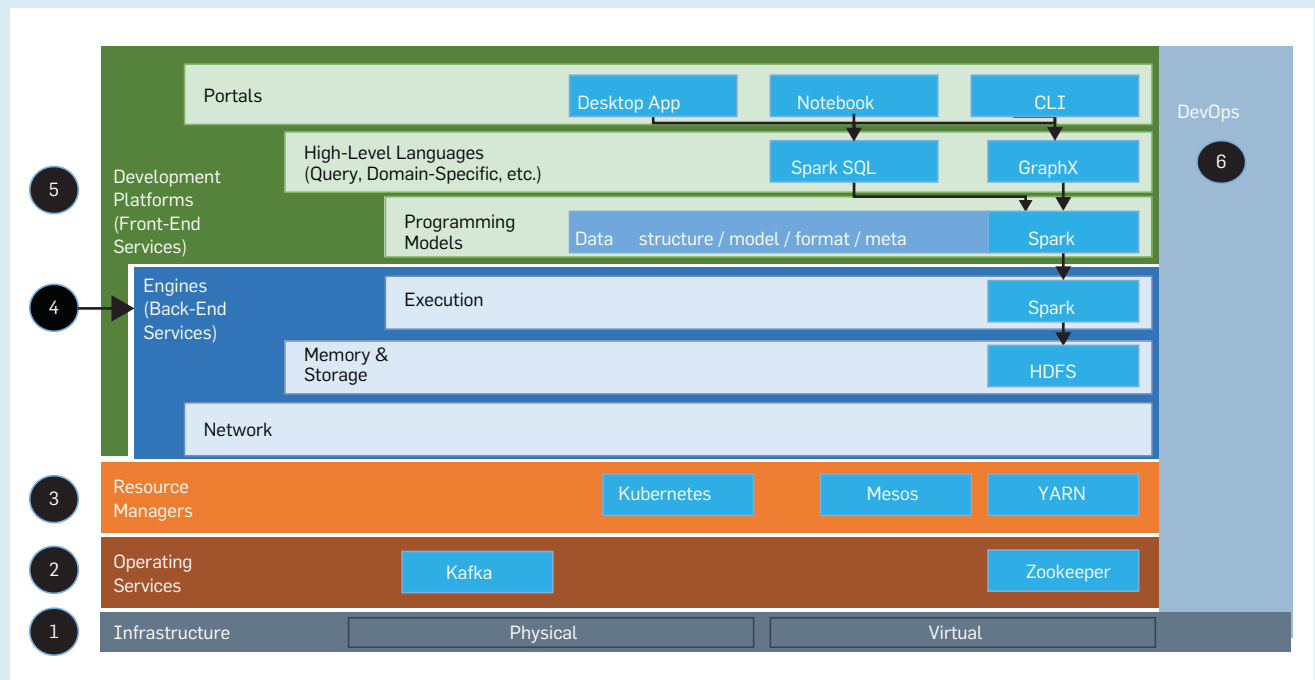 Portals
Desktop App
Notebook
CLI
DevOps
6
High-Level Languages
(Query, Domain-Specific, etc.)
Spark SQL
GraphX
5
Development
Platforms
(Front-End
Services)
Programming
Models
Data structure / model / format / meta
Spark
4
Engines
(Back-End
Services)
Execution
Spark
Memory &
Storage
HDFS
Network
3
Resource
Managers
Kubernetes
Mesos
YARN
2
Operating
Services
Kafka
Zookeeper
1
Infrastructure
Physical
Virtual